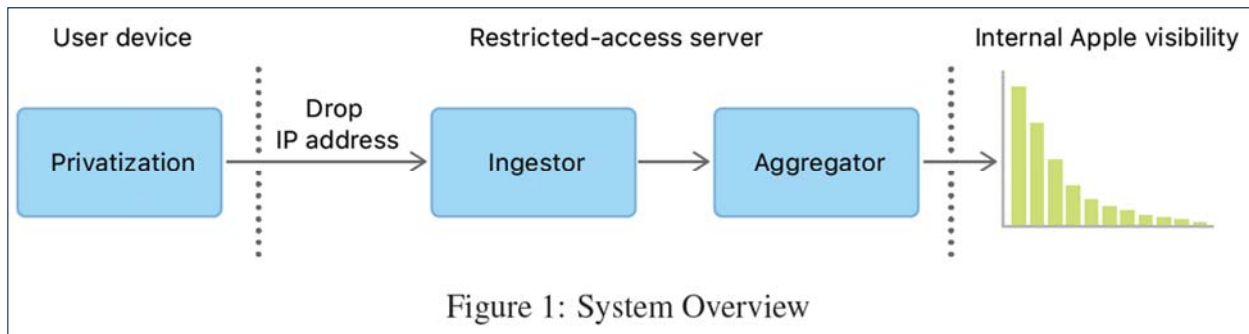 User device
Restricted-access server
Internal Apple visibility
Drop
IP address
Privatization
Ingestor
Aggregator
Figure 1: System Overview